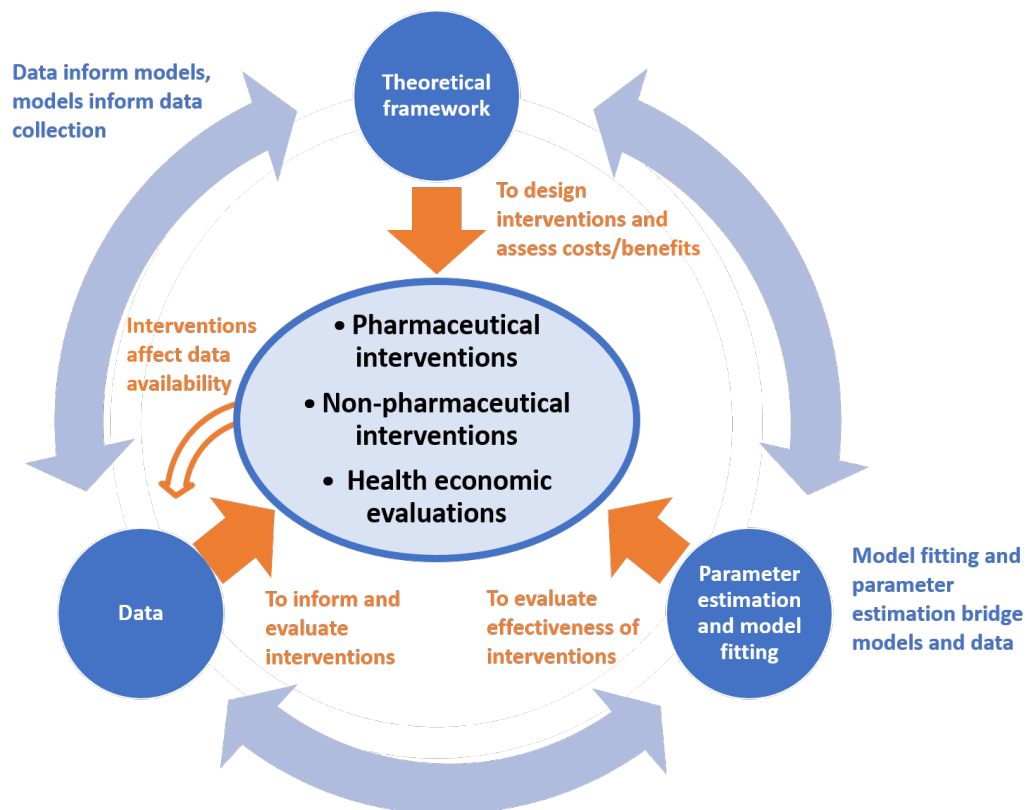 Data inform models,
models inform data
collection
Theoretical
framework
To design
interventions and
assess costs/benefits
Interventions
affect data
availability
• Pharmaceutical
interventions
• Non-pharmaceutical
interventions
• Health economic
evaluations
Data
To inform and
evaluate
interventions
To evaluate
effectiveness of
interventions
Parameter
estimation
and model
fitting
Model fitting and
parameter
estimation bridge
models and data